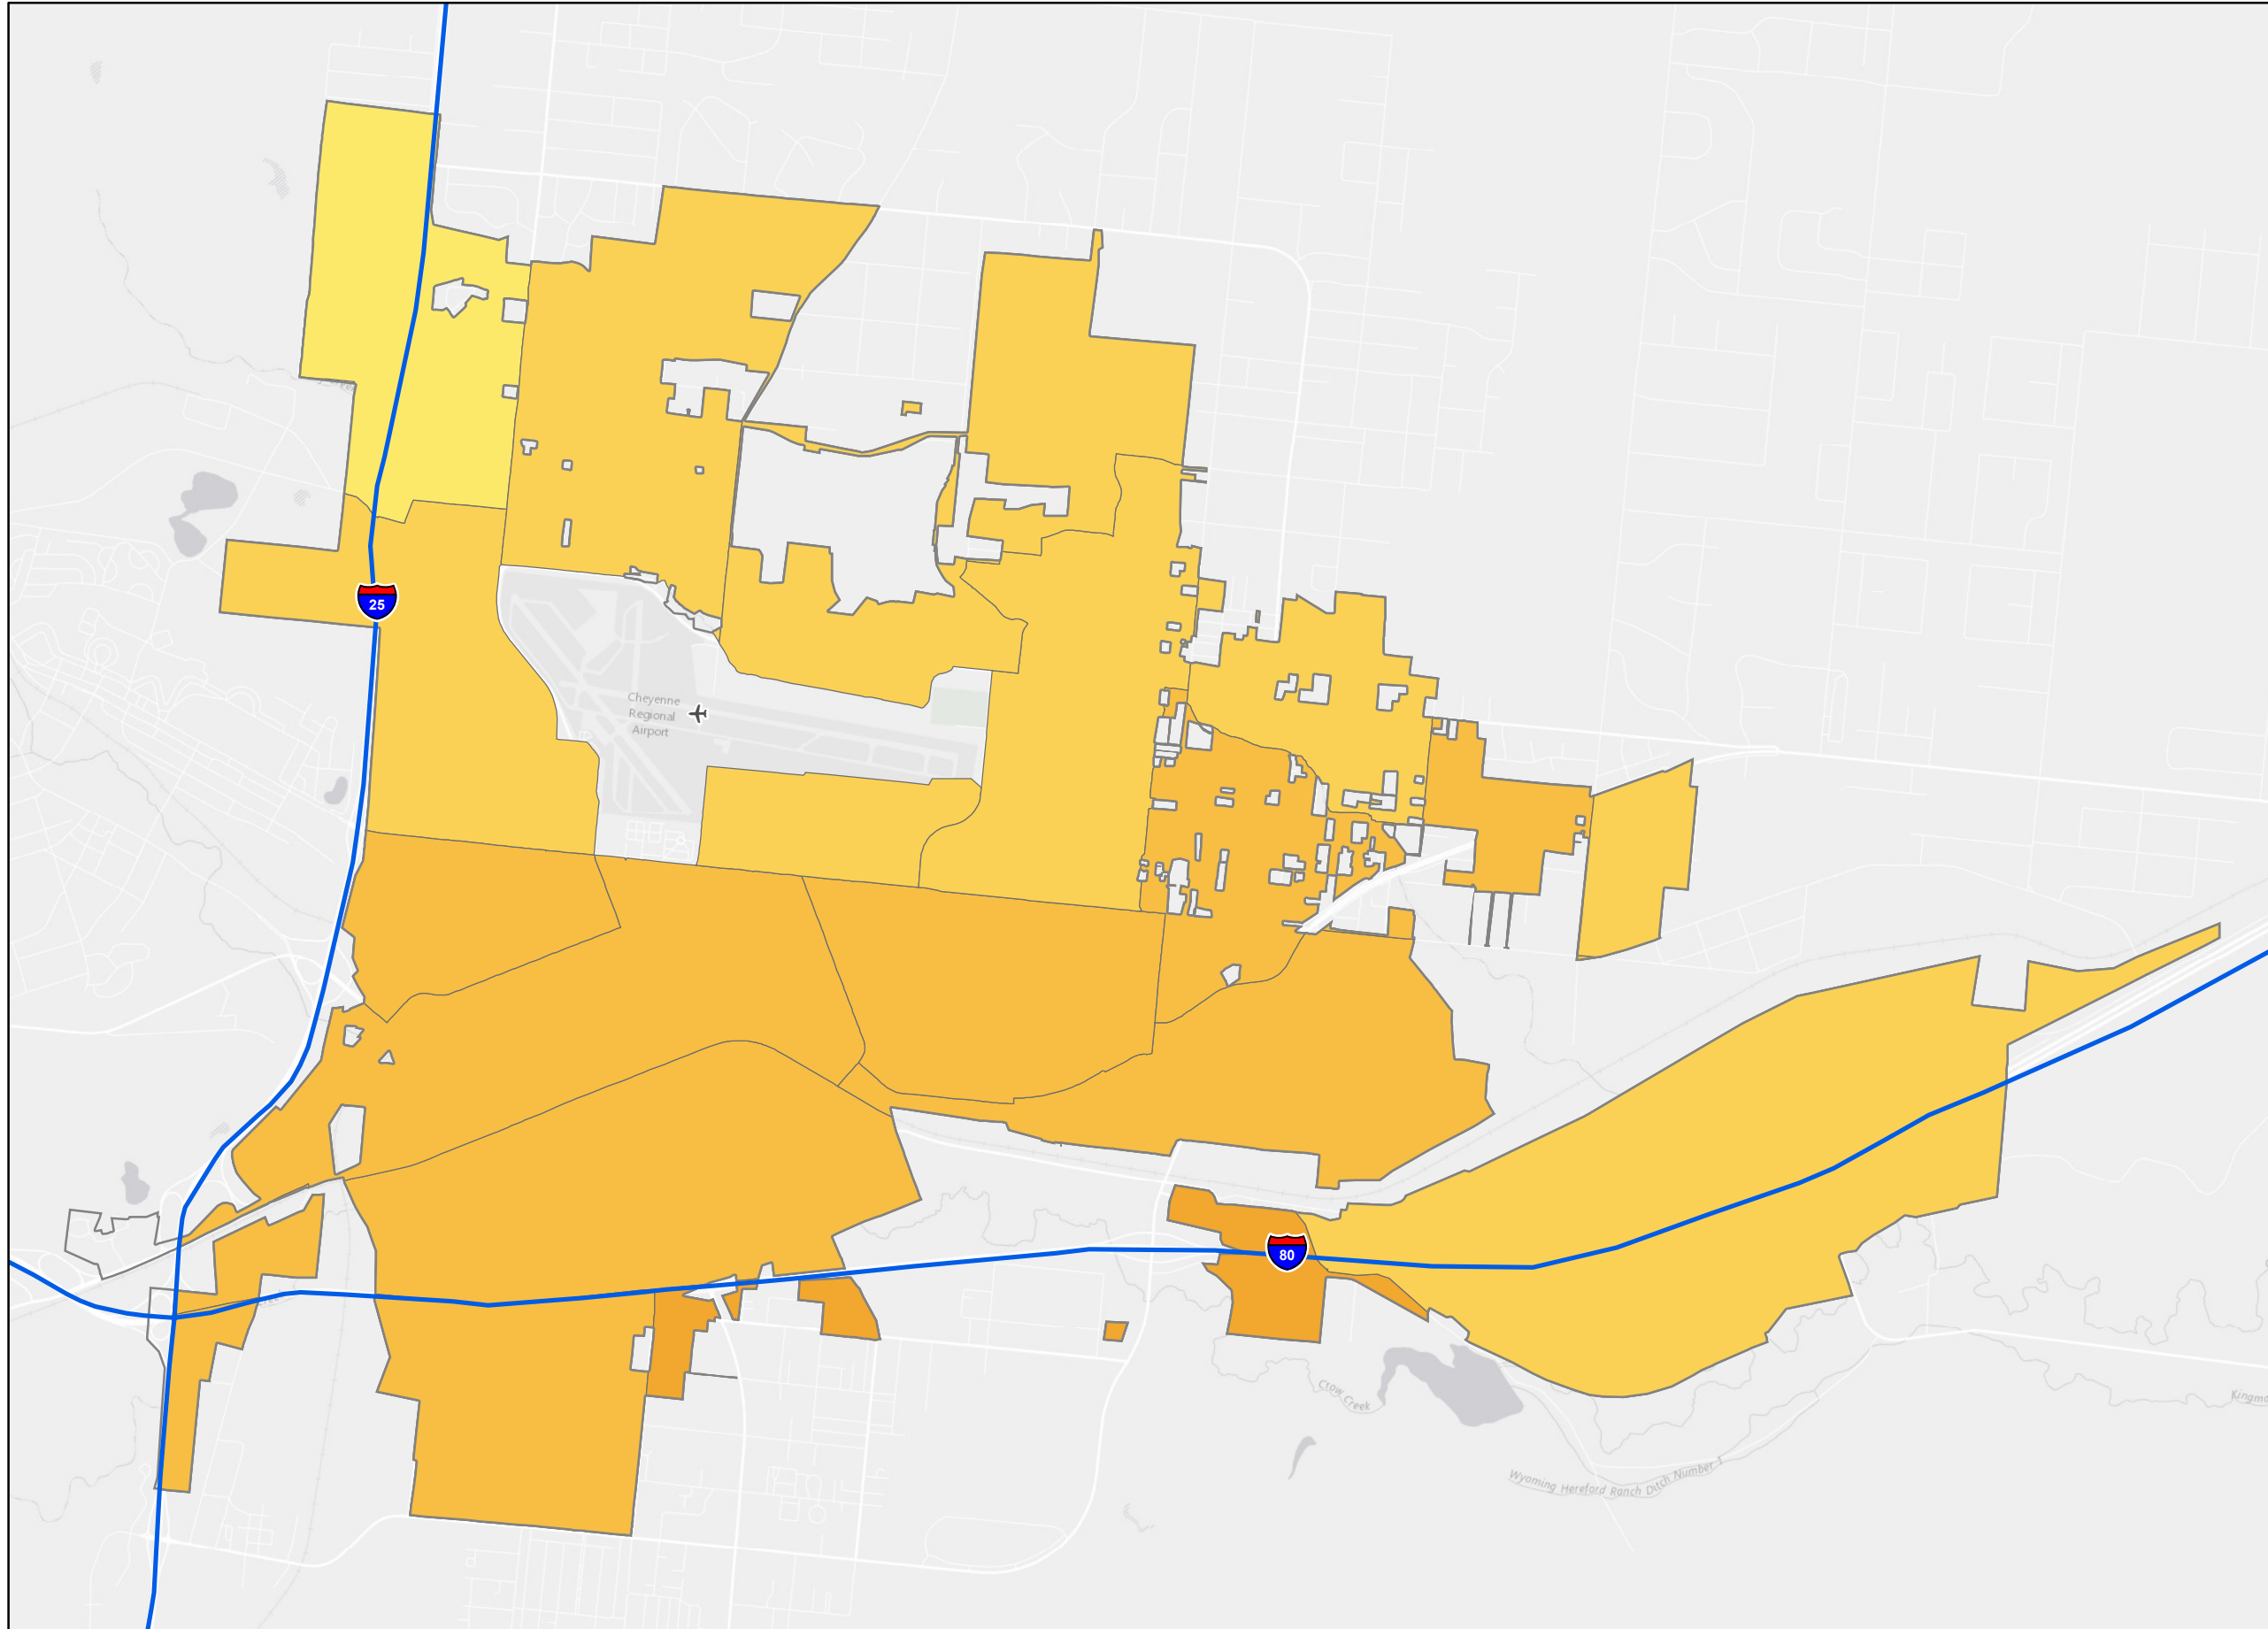 25
Cheyenne
Regional
Airport
80
Crow Creek
Wyoming Hereford Ranch Ditch Number 1